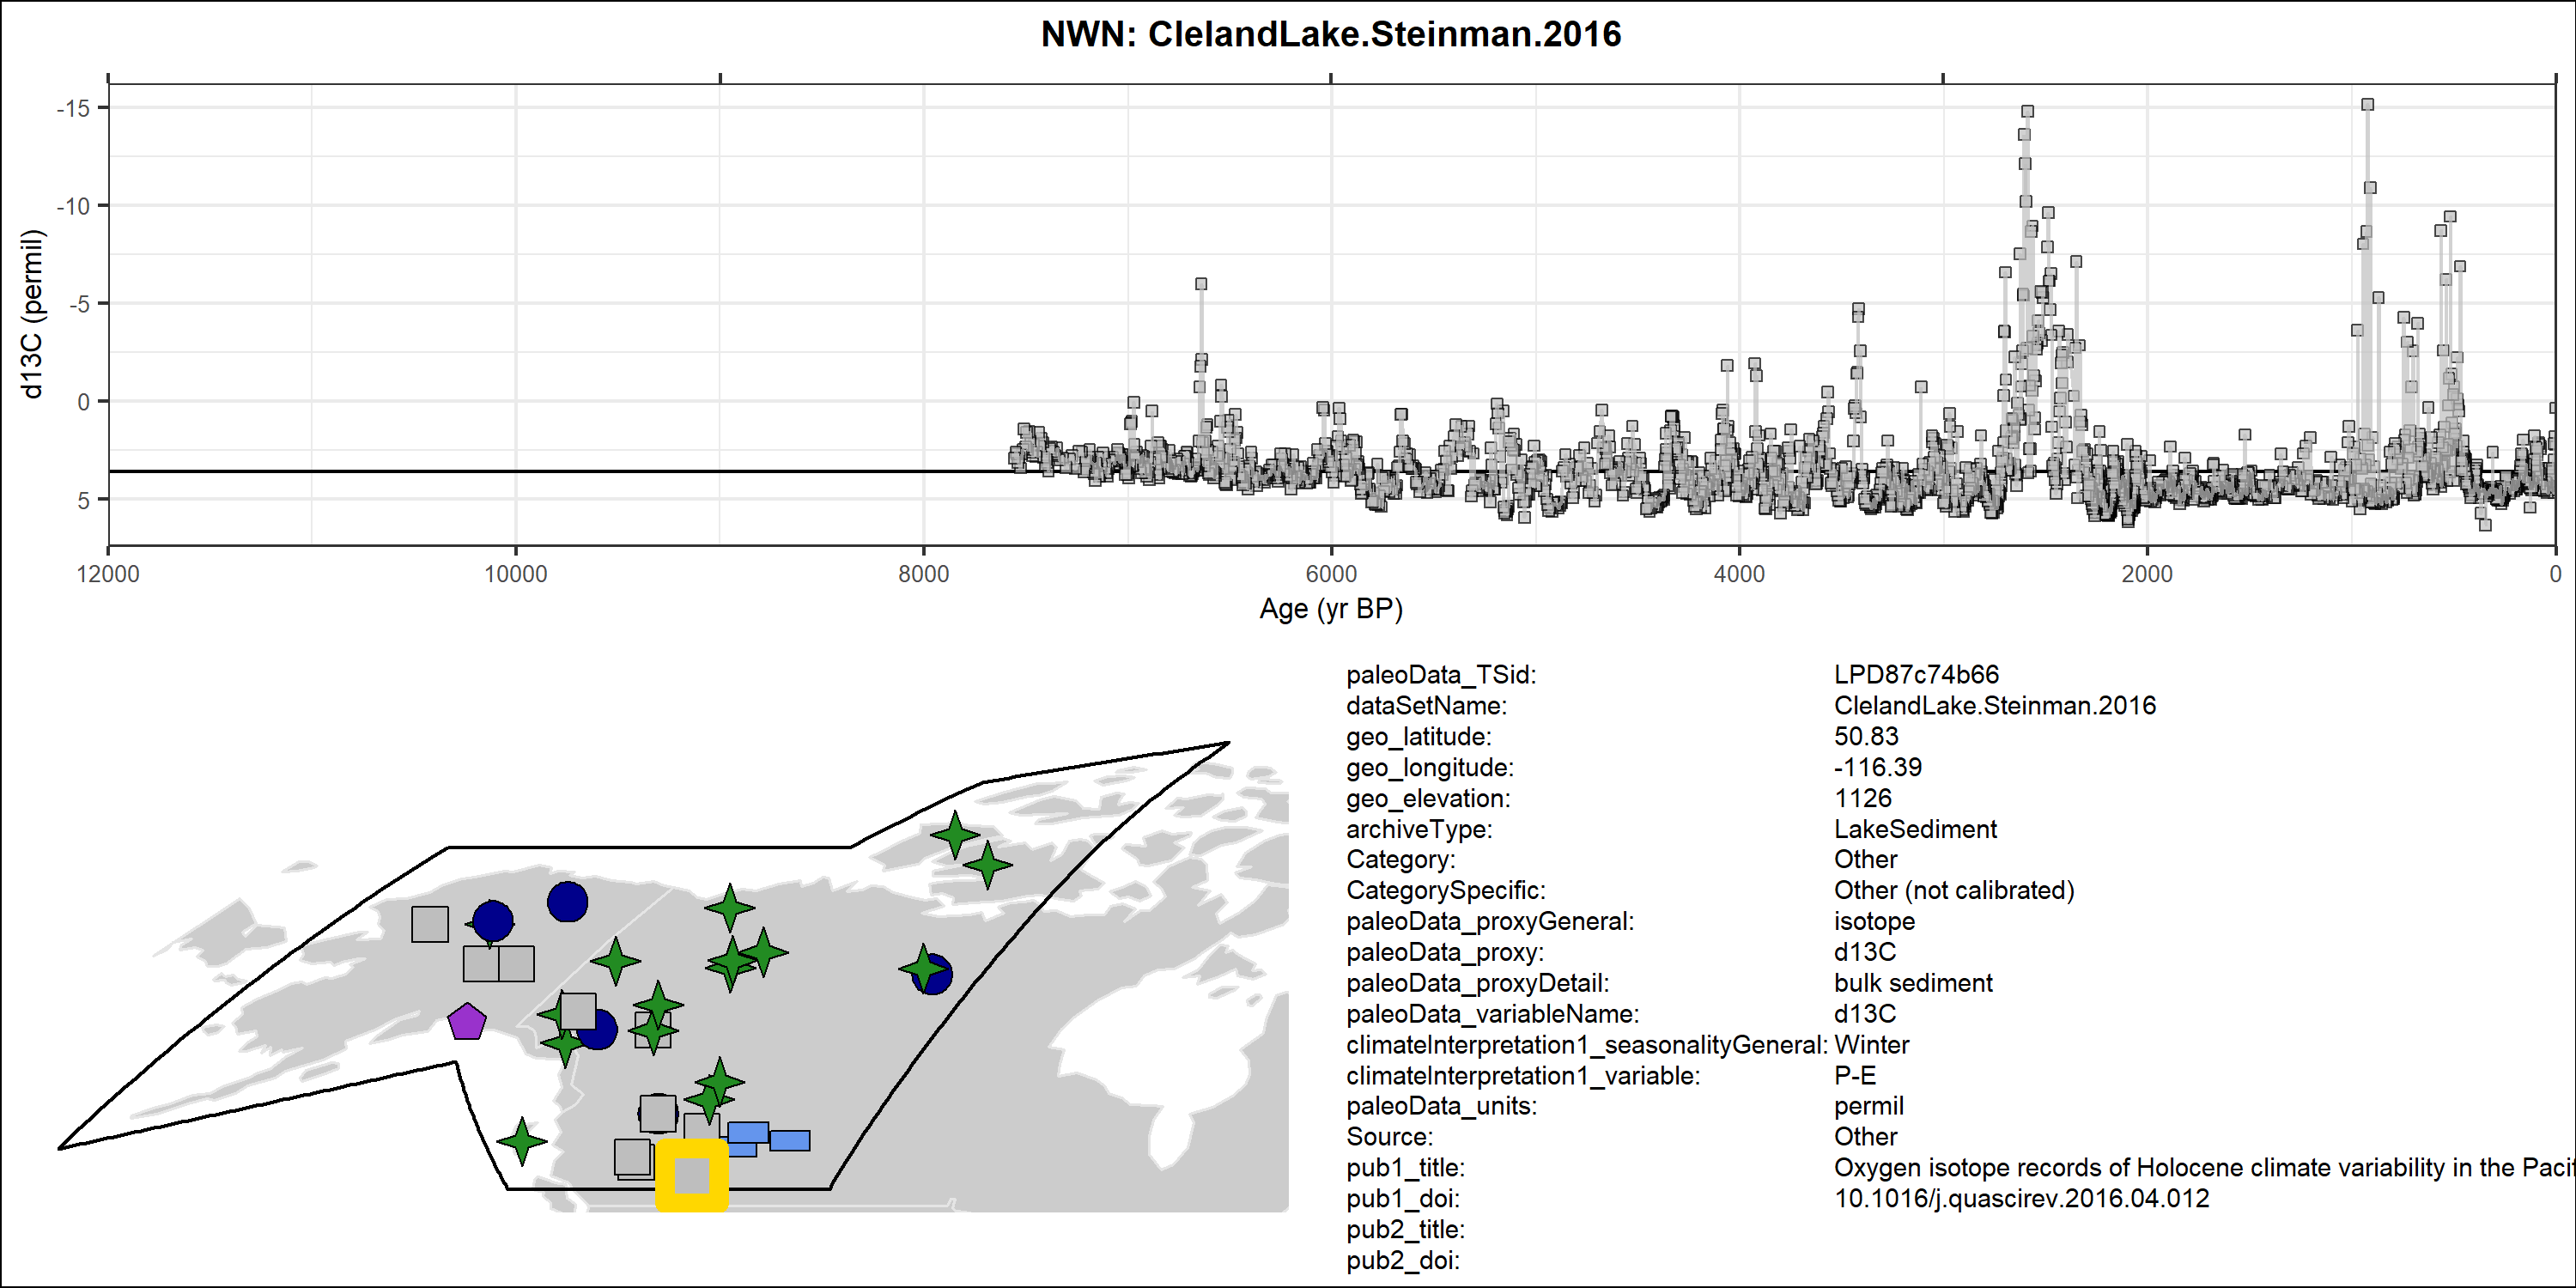 NWN: ClelandLake.Steinman.2016
-15
-10
-5
0
5
d13C (permil)
12000 10000 8000 6000 4000 2000 0
Age (yr BP)
paleoData_TSid: LPD87c74b66
dataSetName: ClelandLake.Steinman.2016
geo_latitude: 50.83
geo_longitude: -116.39
geo_elevation: 1126
archiveType: LakeSediment
Category: Other
CategorySpecific: Other (not calibrated)
paleoData_proxyGeneral: isotope
paleoData_proxy: d13C
paleoData_proxyDetail: bulk sediment
paleoData_variableName: d13C
climateInterpretation1_seasonalityGeneral: Winter
climateInterpretation1_variable: P-E
paleoData_units: permil
Source: Other
pub1_title: Oxygen isotope records of Holocene climate variability in the Pacif
pub1_doi: 10.1016/j.quascirev.2016.04.012
pub2_title:
pub2_doi: